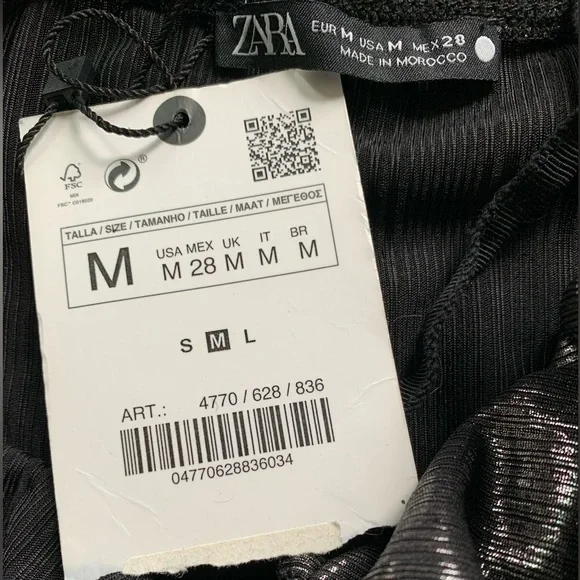 ZARA
EUR M USA M MEX 28
MADE IN MOROCCO
FSC
MIX
®
TALLA / SIZE / TAMANHO / TAILLE / MAAT / ΜΕΓΕΘΟΣ
M
USA MEX UK IT BR
M 28 M M M
S M L
ART.: 4770 / 628 / 836
04770628836034